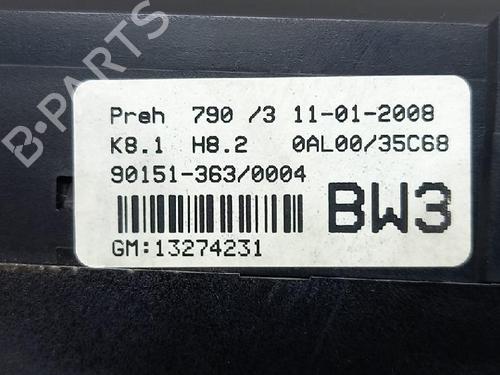 B-PARTS
Preh 790 /3 11-01-2008
K8.1 H8.2 0AL00/35C68
90151-363/0004
BW3
GM:13274231